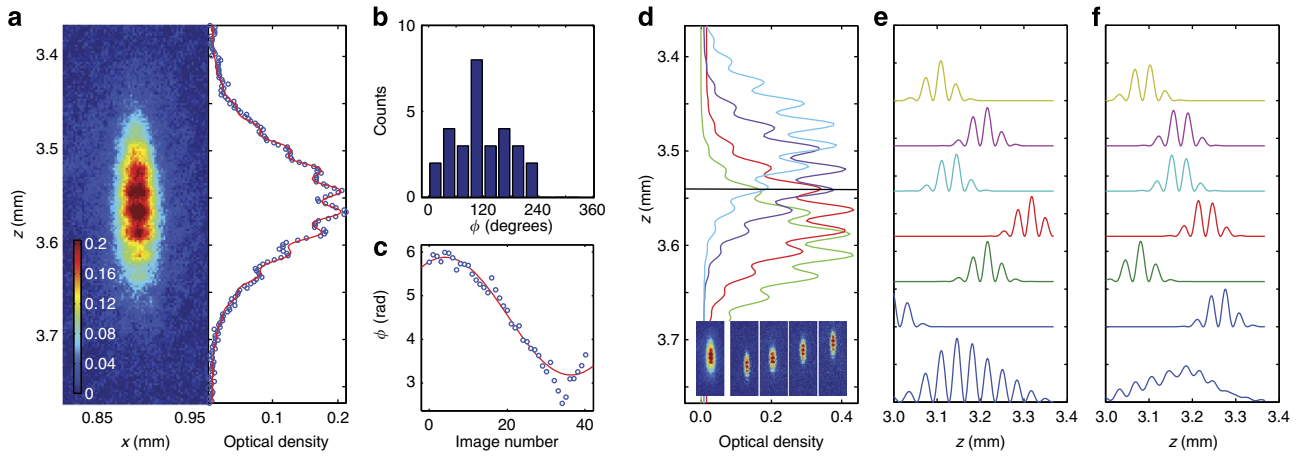 a
3.4
3.5
3.6
3.7
z (mm)
0.2
0.16
0.12
0.08
0.04
0
0.85 0.95
x (mm)
0.1 0.2
Optical density
b
10
5
0
Counts
0 120 240 360
ϕ (degrees)
c
6
5
4
3
ϕ (rad)
0 20 40
Image number
d
3.4
3.5
3.6
3.7
z (mm)
0.0 0.2 0.4
Optical density
e
3.0 3.1 3.2 3.3 3.4
z (mm)
f
3.0 3.1 3.2 3.3 3.4
z (mm)